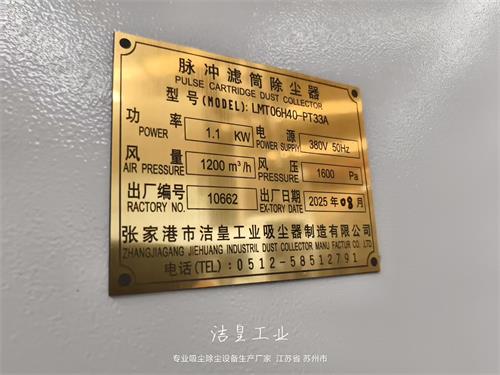 脉冲滤筒除尘器
PULSE CARTRIDGE DUST COLLECTOR
型号(MODEL): LMT06H40-PT33A
功率 1.1 KW 电源 380V 50Hz
POWER POWER SUPPLY
风量 1200 m³/h 风压 1600 Pa
AIR PRESSURE PRESSURE
出厂编号 10662 出厂日期 2025年08月
RACTORY NO. EX-TORY DATE
张家港市洁皇工业吸尘器制造有限公司
ZHANGJIAGANG JIEHUANG INDUSTRIL DUST COLLECTOR MANU FACTUR CO. LTD
电话(TEL): 0512-58512791
洁皇工业
专业吸尘除尘设备生产厂家 江苏省 苏州市